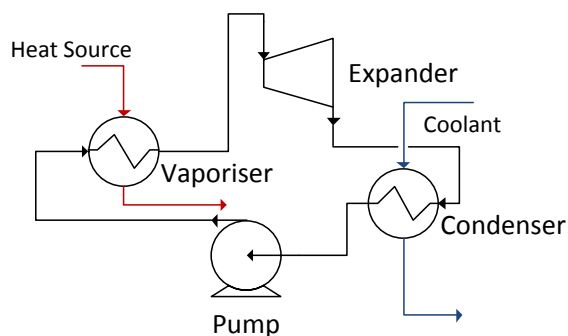 Heat Source
Expander
Coolant
Vaporiser
Condenser
Pump